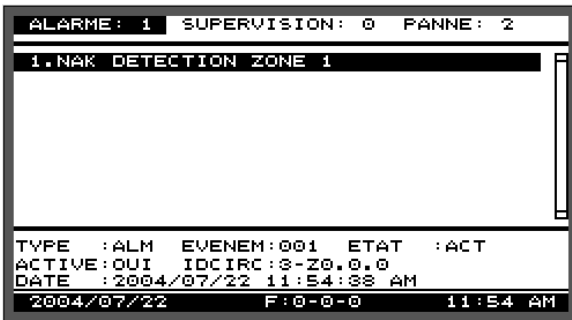 ALARME: 1 SUPERVISION: 0 PANNE: 2
1.NAK DETECTION ZONE 1
TYPE :ALM EVENEM:001 ETAT :ACT
ACTIVE:OUI IDCIRC:3-Z0.0.0
DATE :2004/07/22 11:54:38 AM
2004/07/22 F:0-0-0 11:54 AM